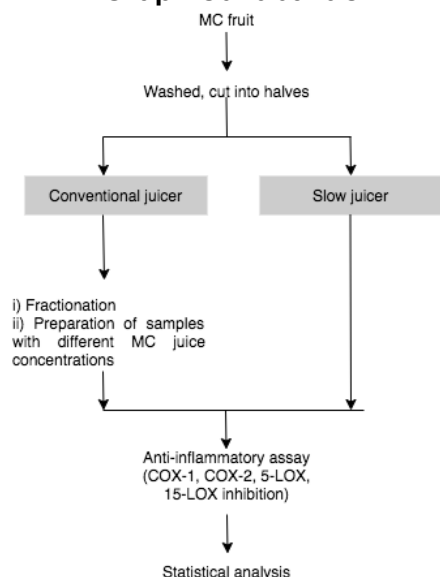 MC fruit
Washed, cut into halves
Conventional juicer
Slow juicer
i) Fractionation
ii) Preparation of samples
with different MC juice
concentrations
Anti-inflammatory assay
(COX-1, COX-2, 5-LOX,
15-LOX inhibition)
Statistical analysis